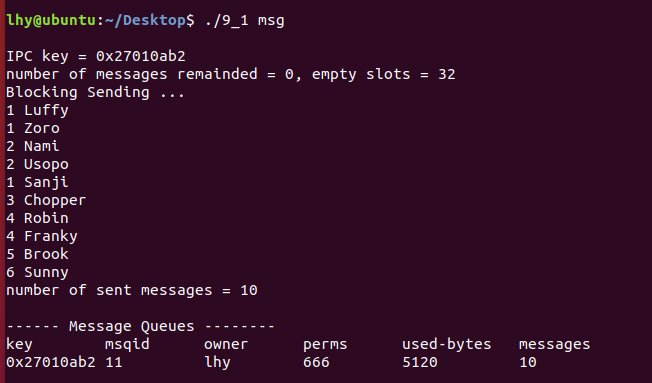 lhy@ubuntu:~/Desktop$ ./9_1 msg
IPC key = 0x27010ab2
number of messages remainded = 0, empty slots = 32
Blocking Sending ...
1 Luffy
1 Zoro
2 Nami
2 Usopo
1 Sanji
3 Chopper
4 Robin
4 Franky
5 Brook
6 Sunny
number of sent messages = 10
------ Message Queues --------
key msqid owner perms used-bytes messages
0x27010ab2 11 lhy 666 5120 10